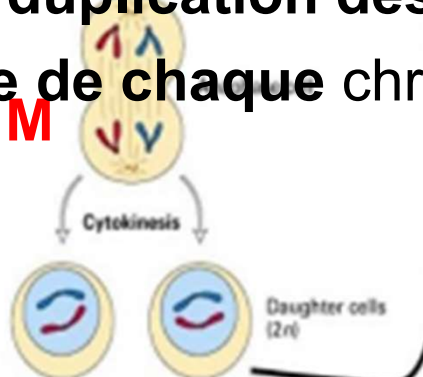 duplication des
e de chaque chr
M
Cytokinesis
Daughter cells
(2n)